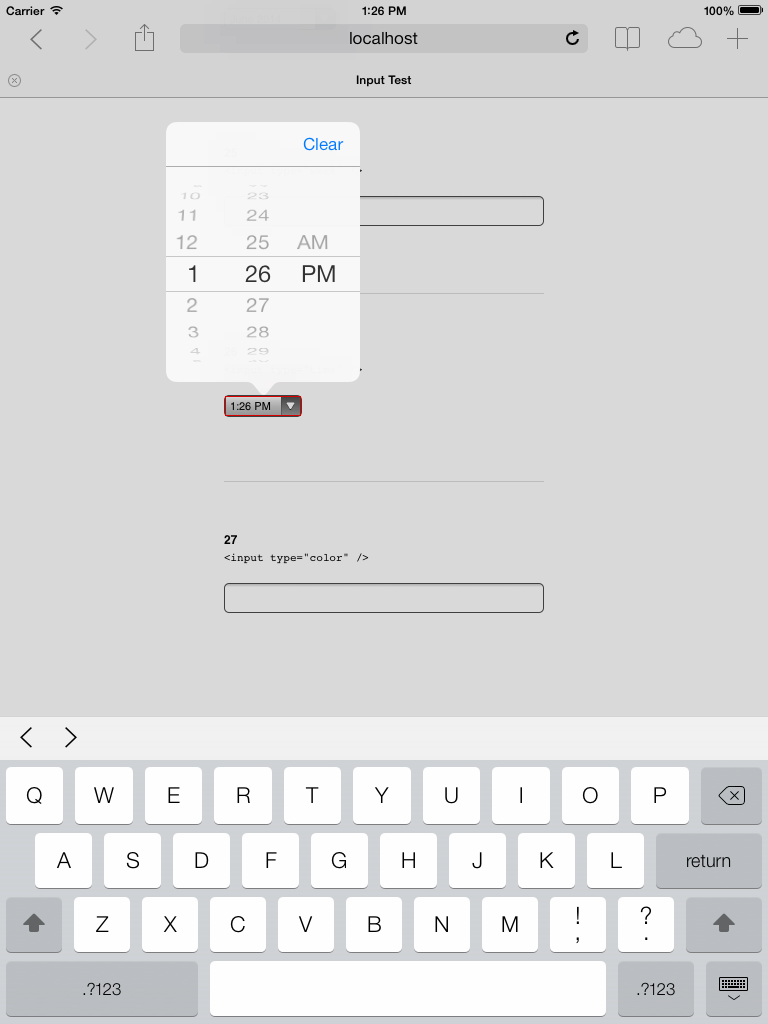 Carrier 1:26 PM 100%
localhost
Input Test
Clear
10 23
11 24
12 25 AM
1 26 PM
2 27
3 28
4 29
1:26 PM
27
<input type="color" />
Q W E R T Y U I O P
A S D F G H J K L return
Z X C V B N M ! , ? .
.?123 .?123